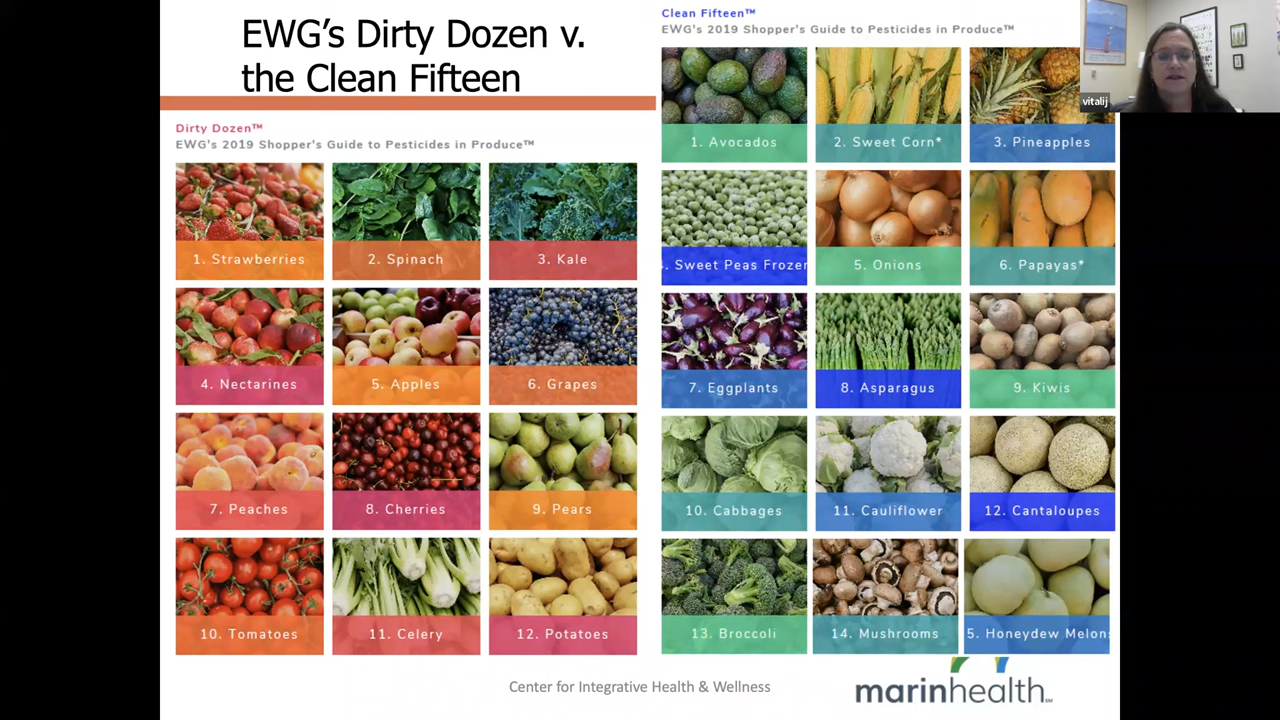 EWG's Dirty Dozen v.
the Clean Fifteen
Dirty Dozen™
EWG's 2019 Shopper's Guide to Pesticides in Produce™
1. Strawberries
2. Spinach
3. Kale
4. Nectarines
5. Apples
6. Grapes
7. Peaches
8. Cherries
9. Pears
10. Tomatoes
11. Celery
12. Potatoes
Clean Fifteen™
EWG's 2019 Shopper's Guide to Pesticides in Produce™
1. Avocados
2. Sweet Corn*
3. Pineapples
. Sweet Peas Frozen
5. Onions
6. Papayas*
7. Eggplants
8. Asparagus
9. Kiwis
10. Cabbages
11. Cauliflower
12. Cantaloupes
13. Broccoli
14. Mushrooms
5. Honeydew Melons
vitalij
Center for Integrative Health & Wellness
marinhealth℠